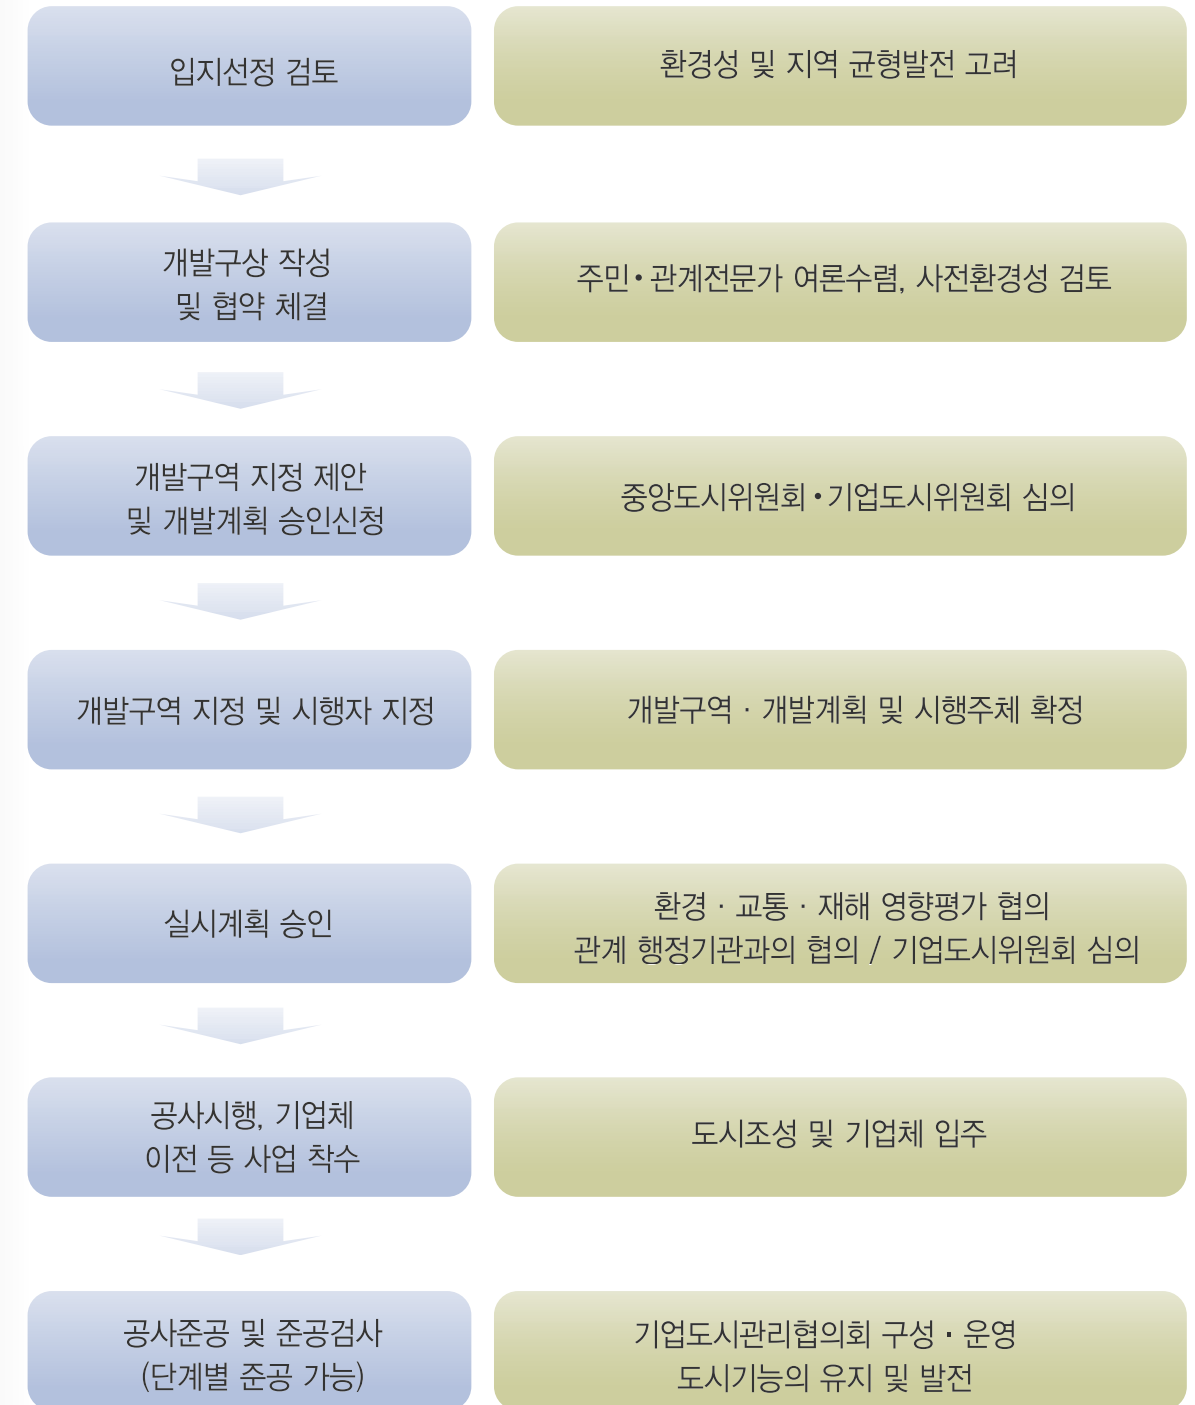 입지선정 검토
환경성 및 지역 균형발전 고려
개발구상 작성
및 협약 체결
주민•관계전문가 여론수렴, 사전환경성 검토
개발구역 지정 제안
및 개발계획 승인신청
중앙도시위원회•기업도시위원회 심의
개발구역 지정 및 시행자 지정
개발구역 · 개발계획 및 시행주체 확정
실시계획 승인
환경 · 교통 · 재해 영향평가 협의
관계 행정기관과의 협의 / 기업도시위원회 심의
공사시행, 기업체
이전 등 사업 착수
도시조성 및 기업체 입주
공사준공 및 준공검사
(단계별 준공 가능)
기업도시관리협의회 구성 · 운영
도시기능의 유지 및 발전